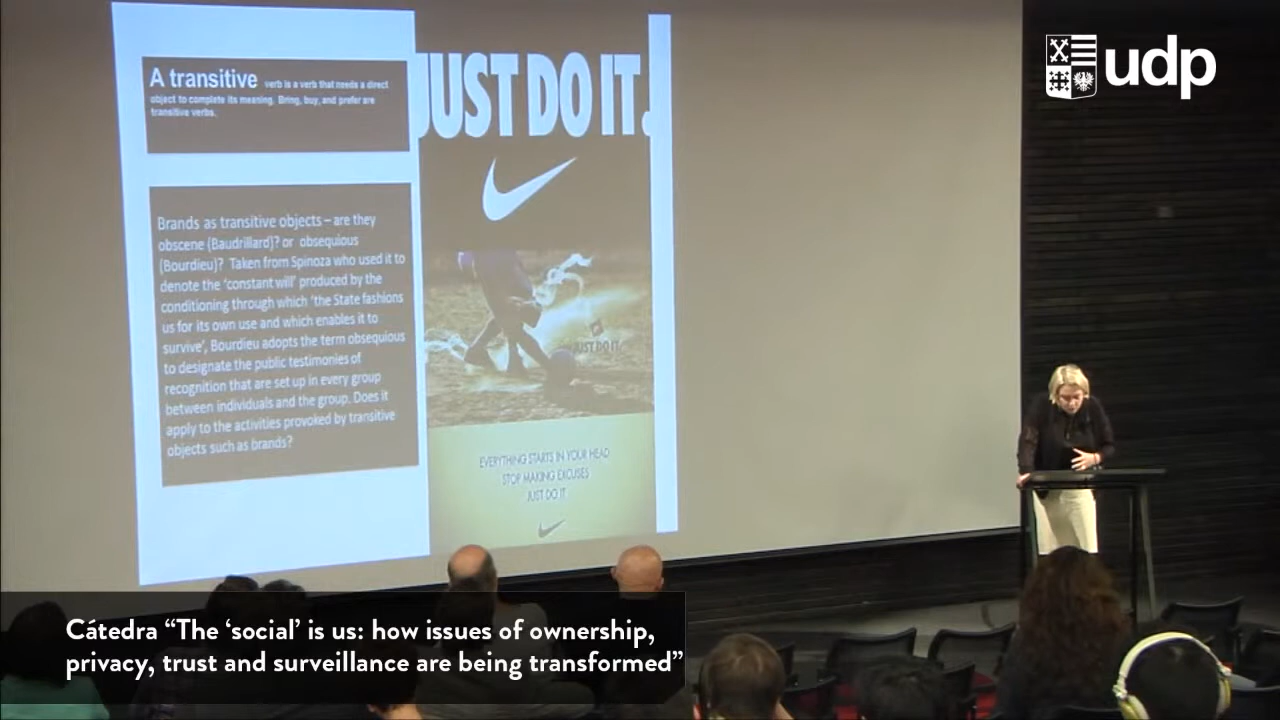 A transitive verb is a verb that needs a direct
object to complete its meaning. Bring, buy, and prefer are
transitive verbs.
Brands as transitive objects – are they
obscene (Baudrillard)? or obsequious
(Bourdieu)? Taken from Spinoza who used it to
denote the ‘constant will’ produced by the
conditioning through which ‘the State fashions
us for its own use and which enables it to
survive’, Bourdieu adopts the term obsequious
to designate the public testimonies of
recognition that are set up in every group
between individuals and the group. Does it
apply to the activities provoked by transitive
objects such as brands?
JUST DO IT.
JUST DO IT.
EVERYTHING STARTS IN YOUR HEAD
STOP MAKING EXCUSES
JUST DO IT
udp
Cátedra “The ‘social’ is us: how issues of ownership,
privacy, trust and surveillance are being transformed”